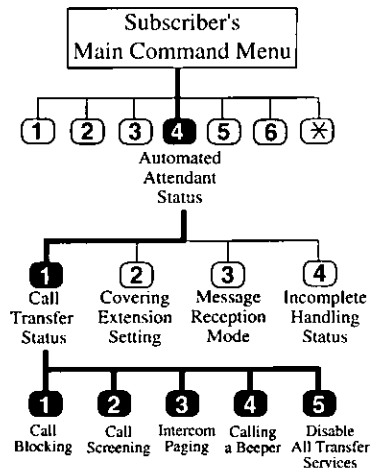 Subscriber's
Main Command Menu
1 2 3 4 5 6 *
Automated
Attendant
Status
1 2 3 4
Call Covering Message Incomplete
Transfer Extension Reception Handling
Status Setting Mode Status
1 2 3 4 5
Call Call Intercom Calling Disable
Blocking Screening Paging a Beeper All Transfer
Services